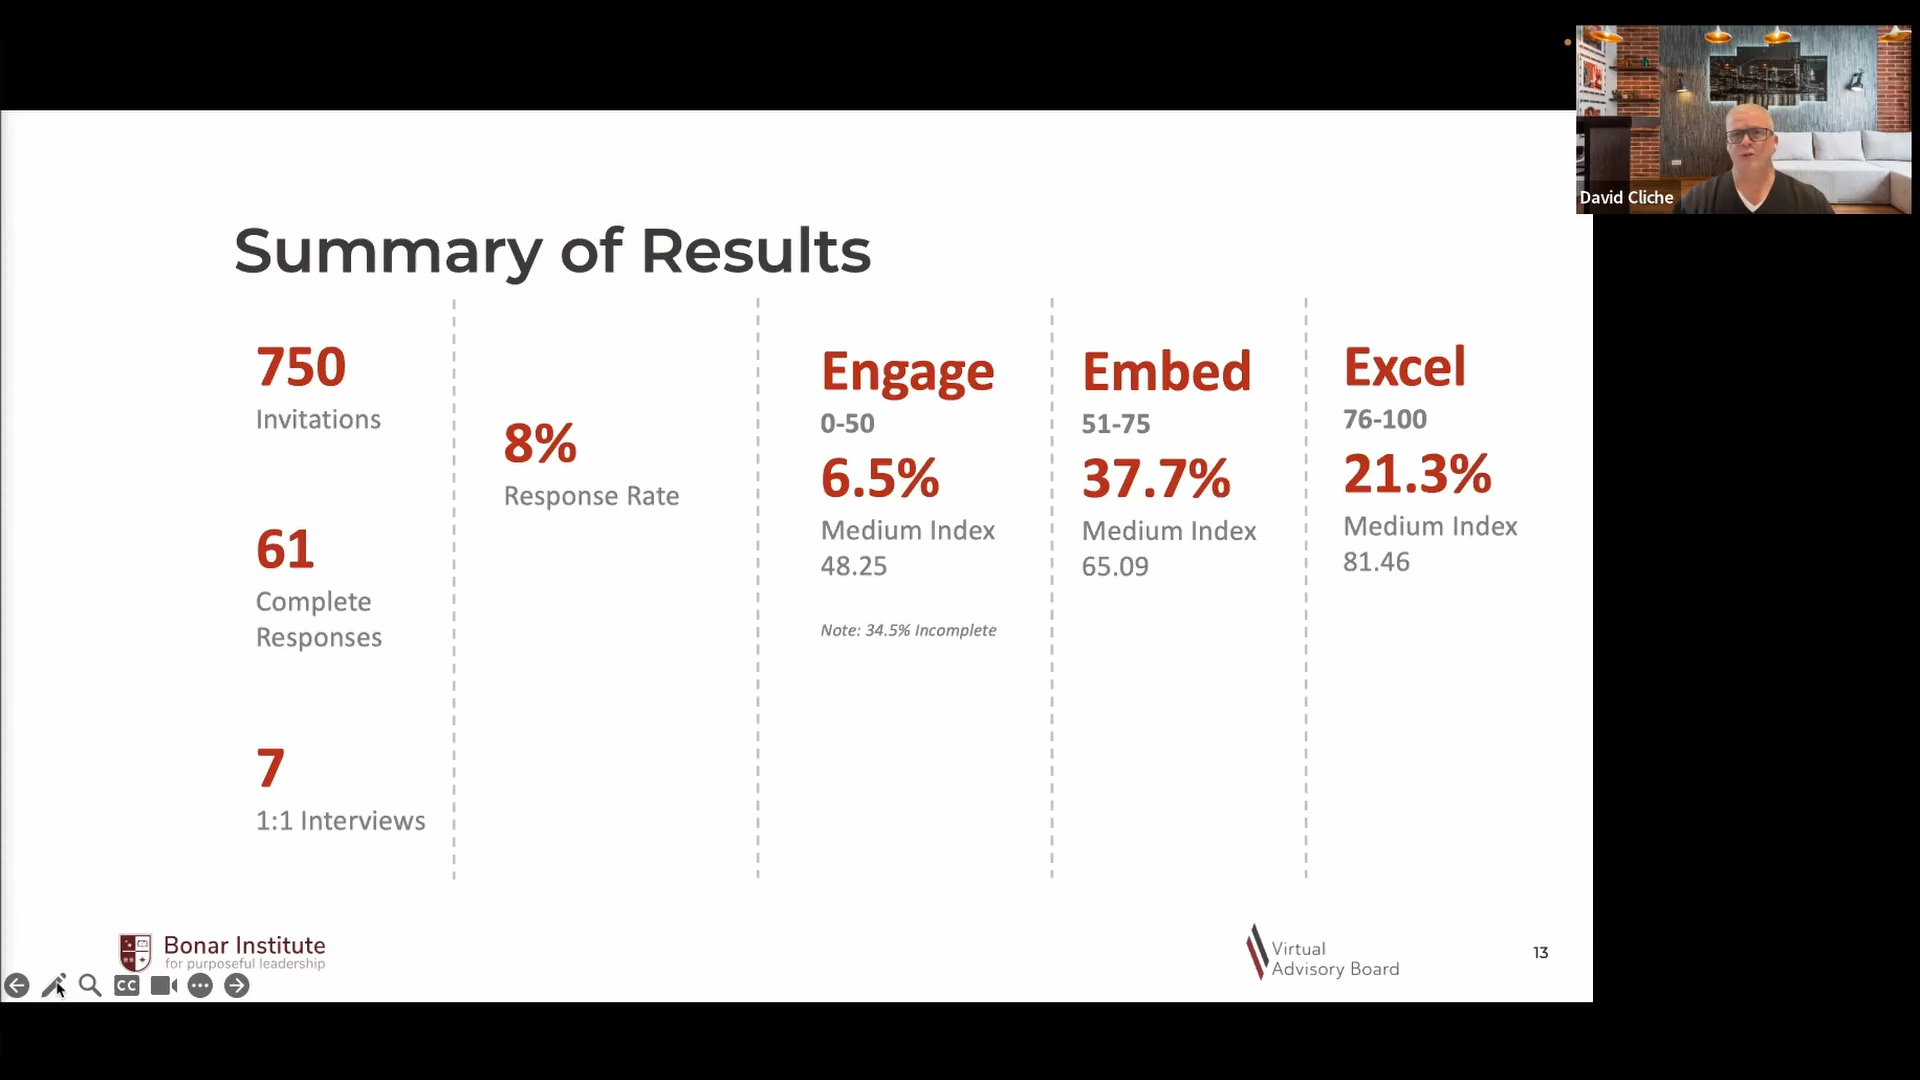 David Cliche
Summary of Results
750
Invitations
61
Complete
Responses
7
1:1 Interviews
8%
Response Rate
Engage
0-50
6.5%
Medium Index
48.25
Note: 34.5% Incomplete
Embed
51-75
37.7%
Medium Index
65.09
Excel
76-100
21.3%
Medium Index
81.46
Bonar Institute
for purposeful leadership
Virtual
Advisory Board
13
CC